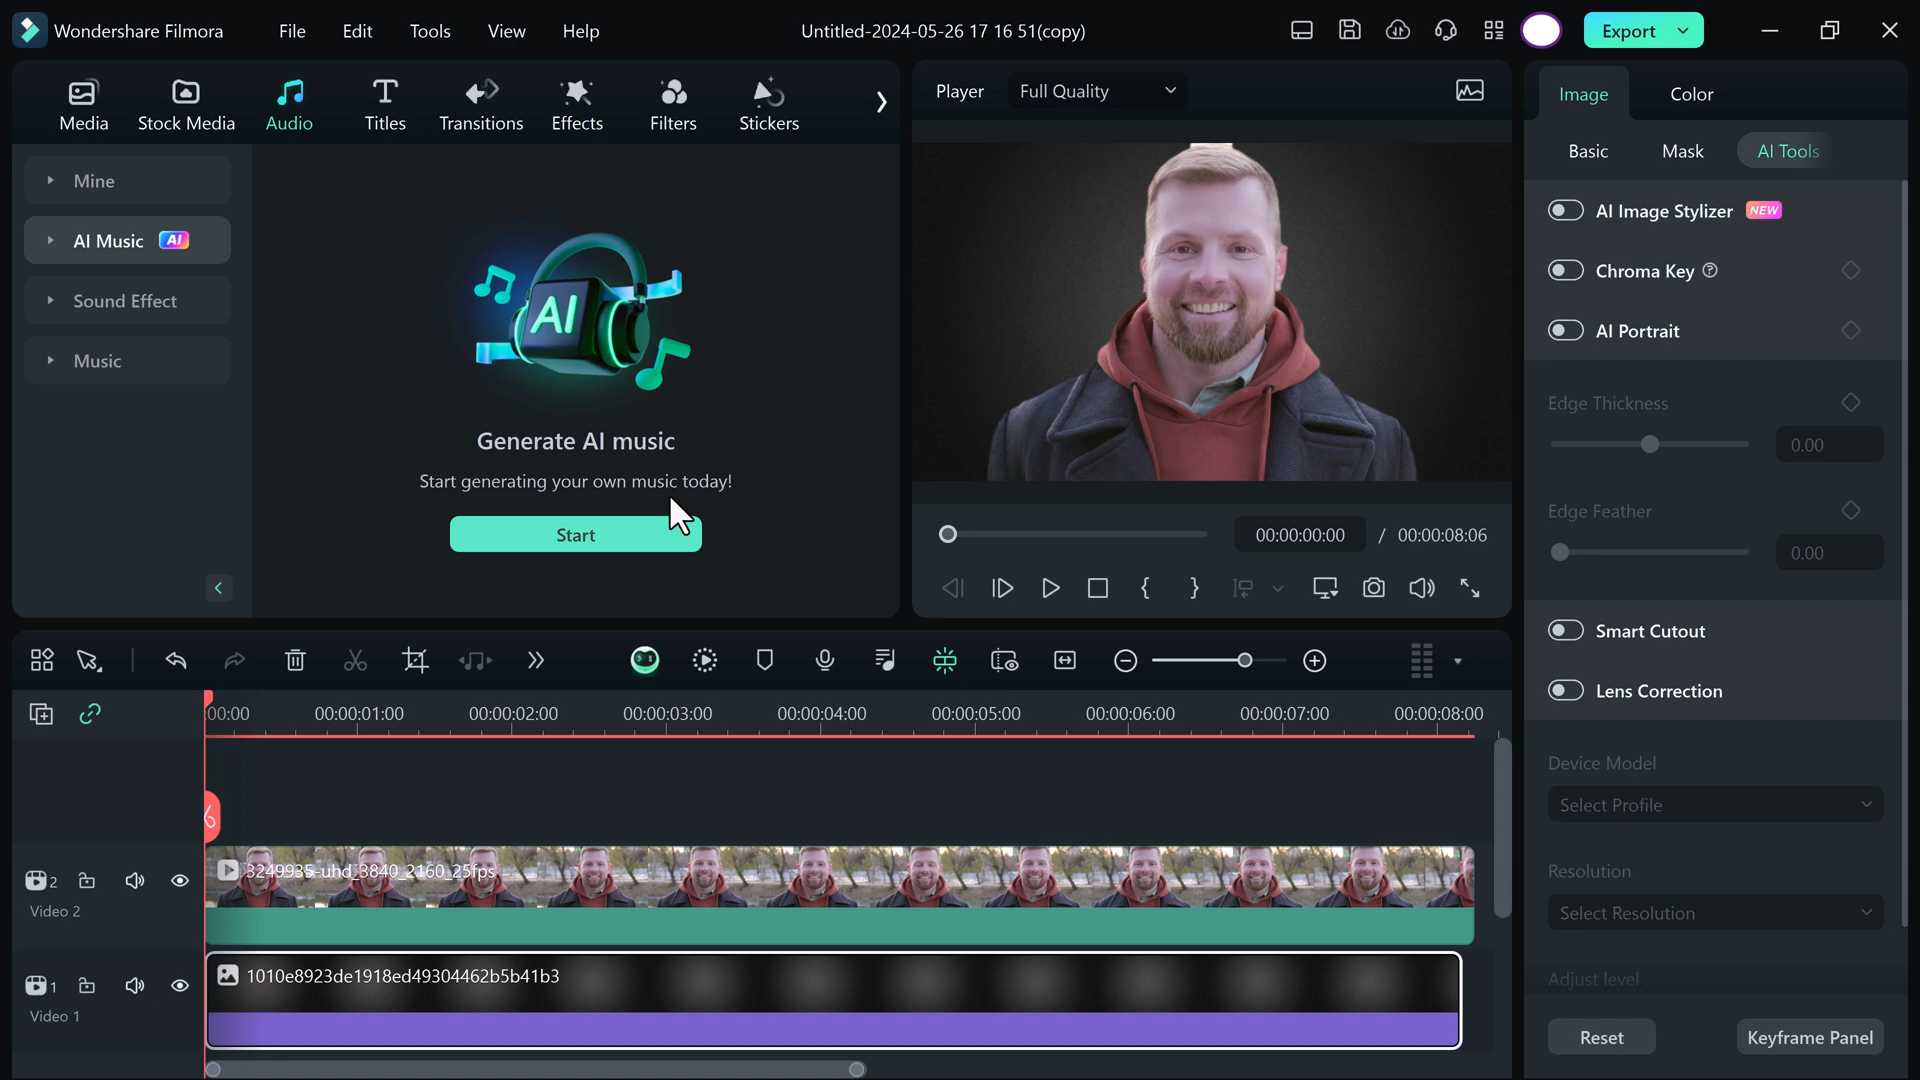 Wondershare Filmora
File
Edit
Tools
View
Help
Untitled-2024-05-26 17 16 51(copy)
Export
Media
Stock Media
Audio
Titles
Transitions
Effects
Filters
Stickers
Mine
AI Music AI
Sound Effect
Music
AI
Generate AI music
Start generating your own music today!
Start
Player
Full Quality
00:00:00:00 / 00:00:08:06
Image
Color
Basic
Mask
AI Tools
AI Image Stylizer NEW
Chroma Key
AI Portrait
Edge Thickness
0.00
Edge Feather
0.00
Smart Cutout
Lens Correction
Device Model
Select Profile
Resolution
Select Resolution
Adjust level
Reset
Keyframe Panel
:00:00
00:00:01:00
00:00:02:00
00:00:03:00
00:00:04:00
00:00:05:00
00:00:06:00
00:00:07:00
00:00:08:00
2
Video 2
3249935-uhd_3840_2160_25fps
1
Video 1
1010e8923de1918ed49304462b5b41b3